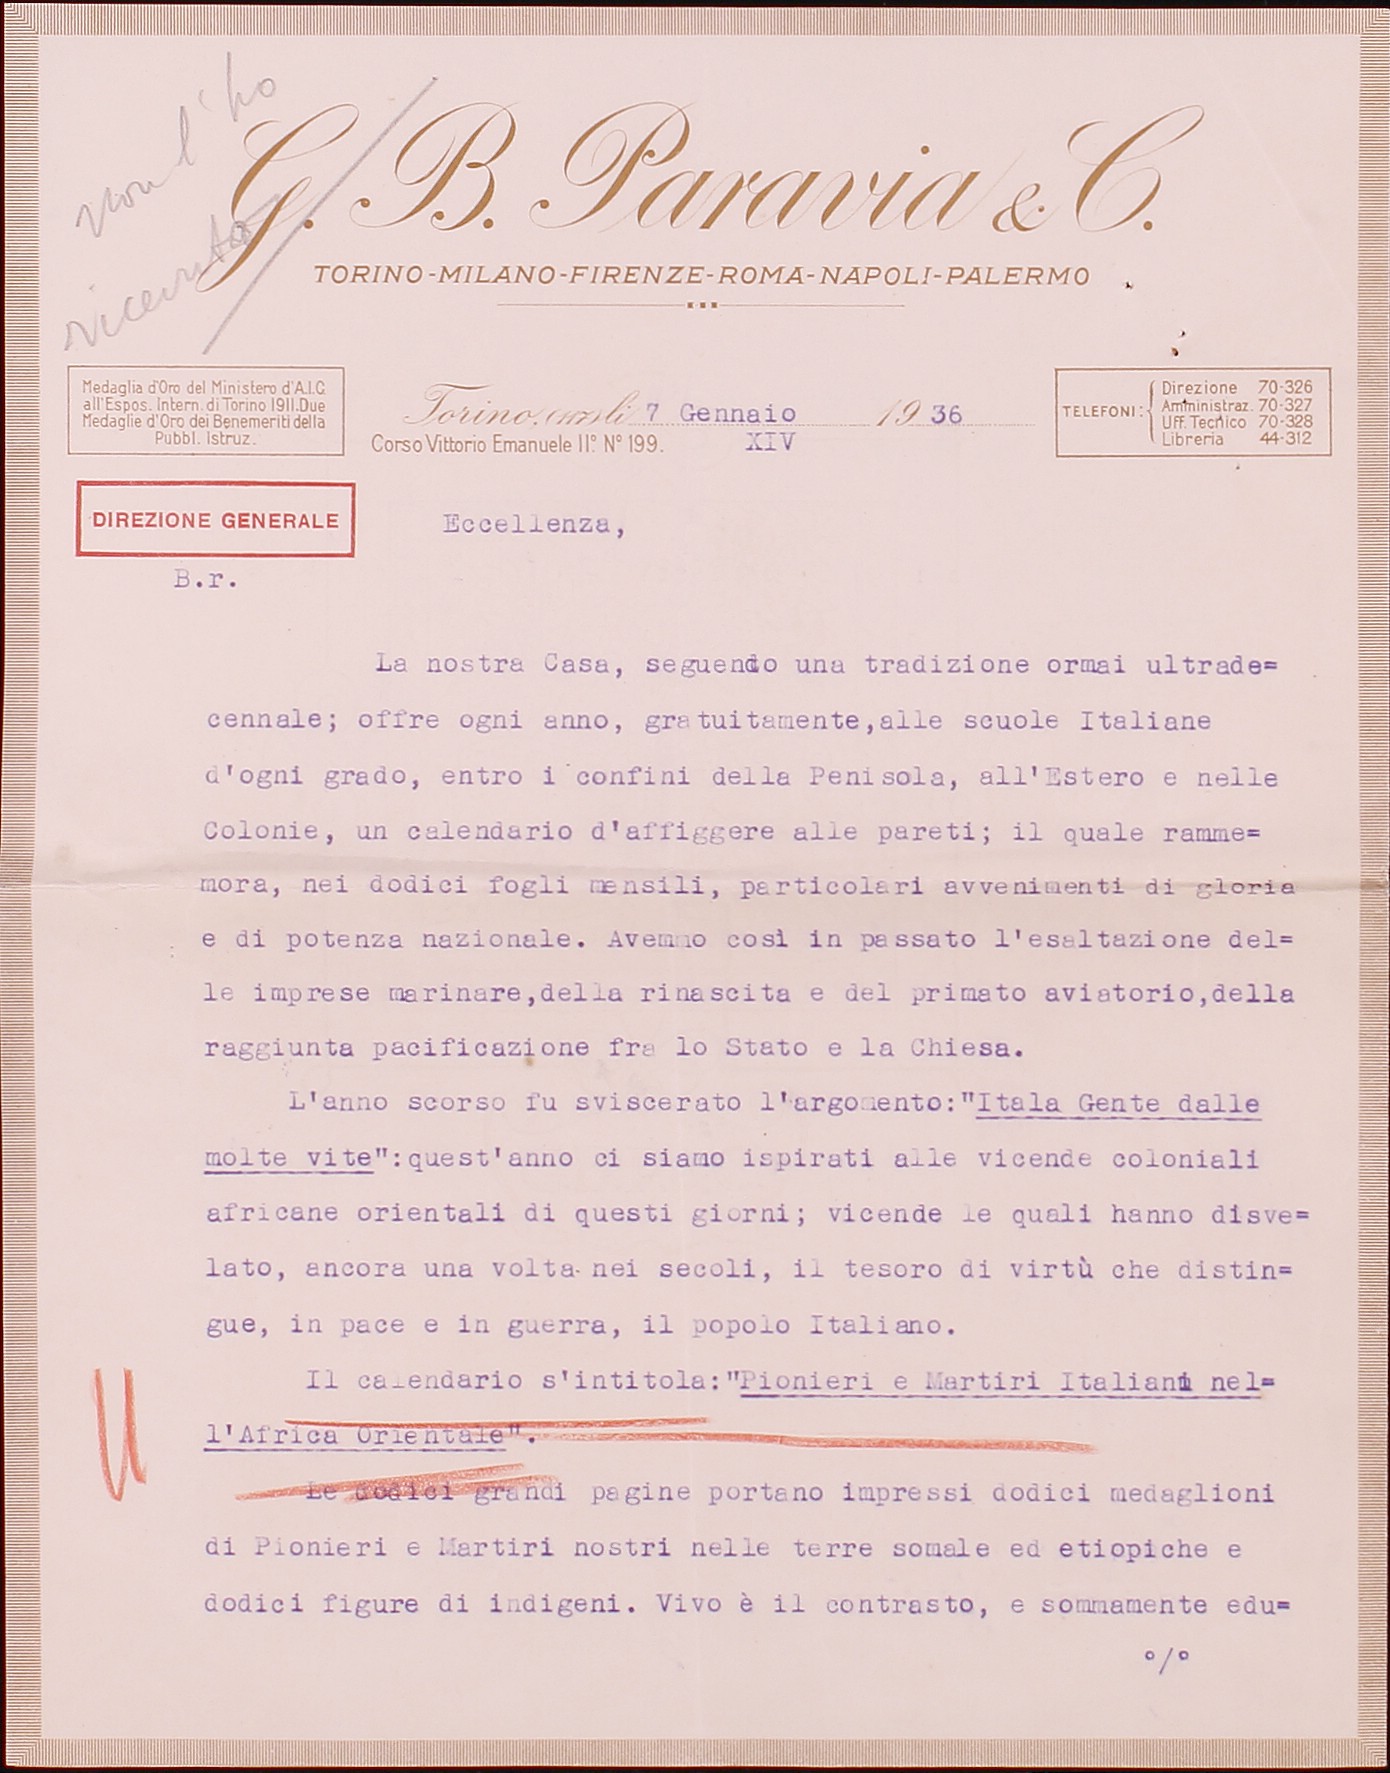 non l'ho
ricevuto
G. B. Paravia & C.
TORINO-MILANO-FIRENZE-ROMA-NAPOLI-PALERMO
Medaglia d'Oro del Ministero d'A.I.C.
all'Espos. Intern. di Torino 1911. Due
Medaglie d'Oro dei Benemeriti della
Pubbl. Istruz.
Torino, li 7 Gennaio 1936
Corso Vittorio Emanuele II° N° 199. XIV
TELEFONI:
Direzione 70-326
Amministraz. 70-327
Uff. Tecnico 70-328
Libreria 44-312
DIREZIONE GENERALE
Eccellenza,
B.r.
La nostra Casa, seguendo una tradizione ormai ultrade=
cennale; offre ogni anno, gratuitamente,alle scuole Italiane
d'ogni grado, entro i confini della Penisola, all'Estero e nelle
Colonie, un calendario d'affiggere alle pareti; il quale ramme=
mora, nei dodici fogli mensili, particolari avvenimenti di gloria
e di potenza nazionale. Avemmo così in passato l'esaltazione del=
le imprese marinare,della rinascita e del primato aviatorio,della
raggiunta pacificazione fra lo Stato e la Chiesa.
L'anno scorso fu sviscerato l'argomento:"Itala Gente dalle
molte vite":quest'anno ci siamo ispirati alle vicende coloniali
africane orientali di questi giorni; vicende le quali hanno disve=
lato, ancora una volta nei secoli, il tesoro di virtù che distin=
gue, in pace e in guerra, il popolo Italiano.
Il calendario s'intitola:"Pionieri e Martiri Italiani nel=
l'Africa Orientale".
Le dodici grandi pagine portano impressi dodici medaglioni
di Pionieri e Martiri nostri nelle terre somale ed etiopiche e
dodici figure di indigeni. Vivo è il contrasto, e sommamente edu=
°/°